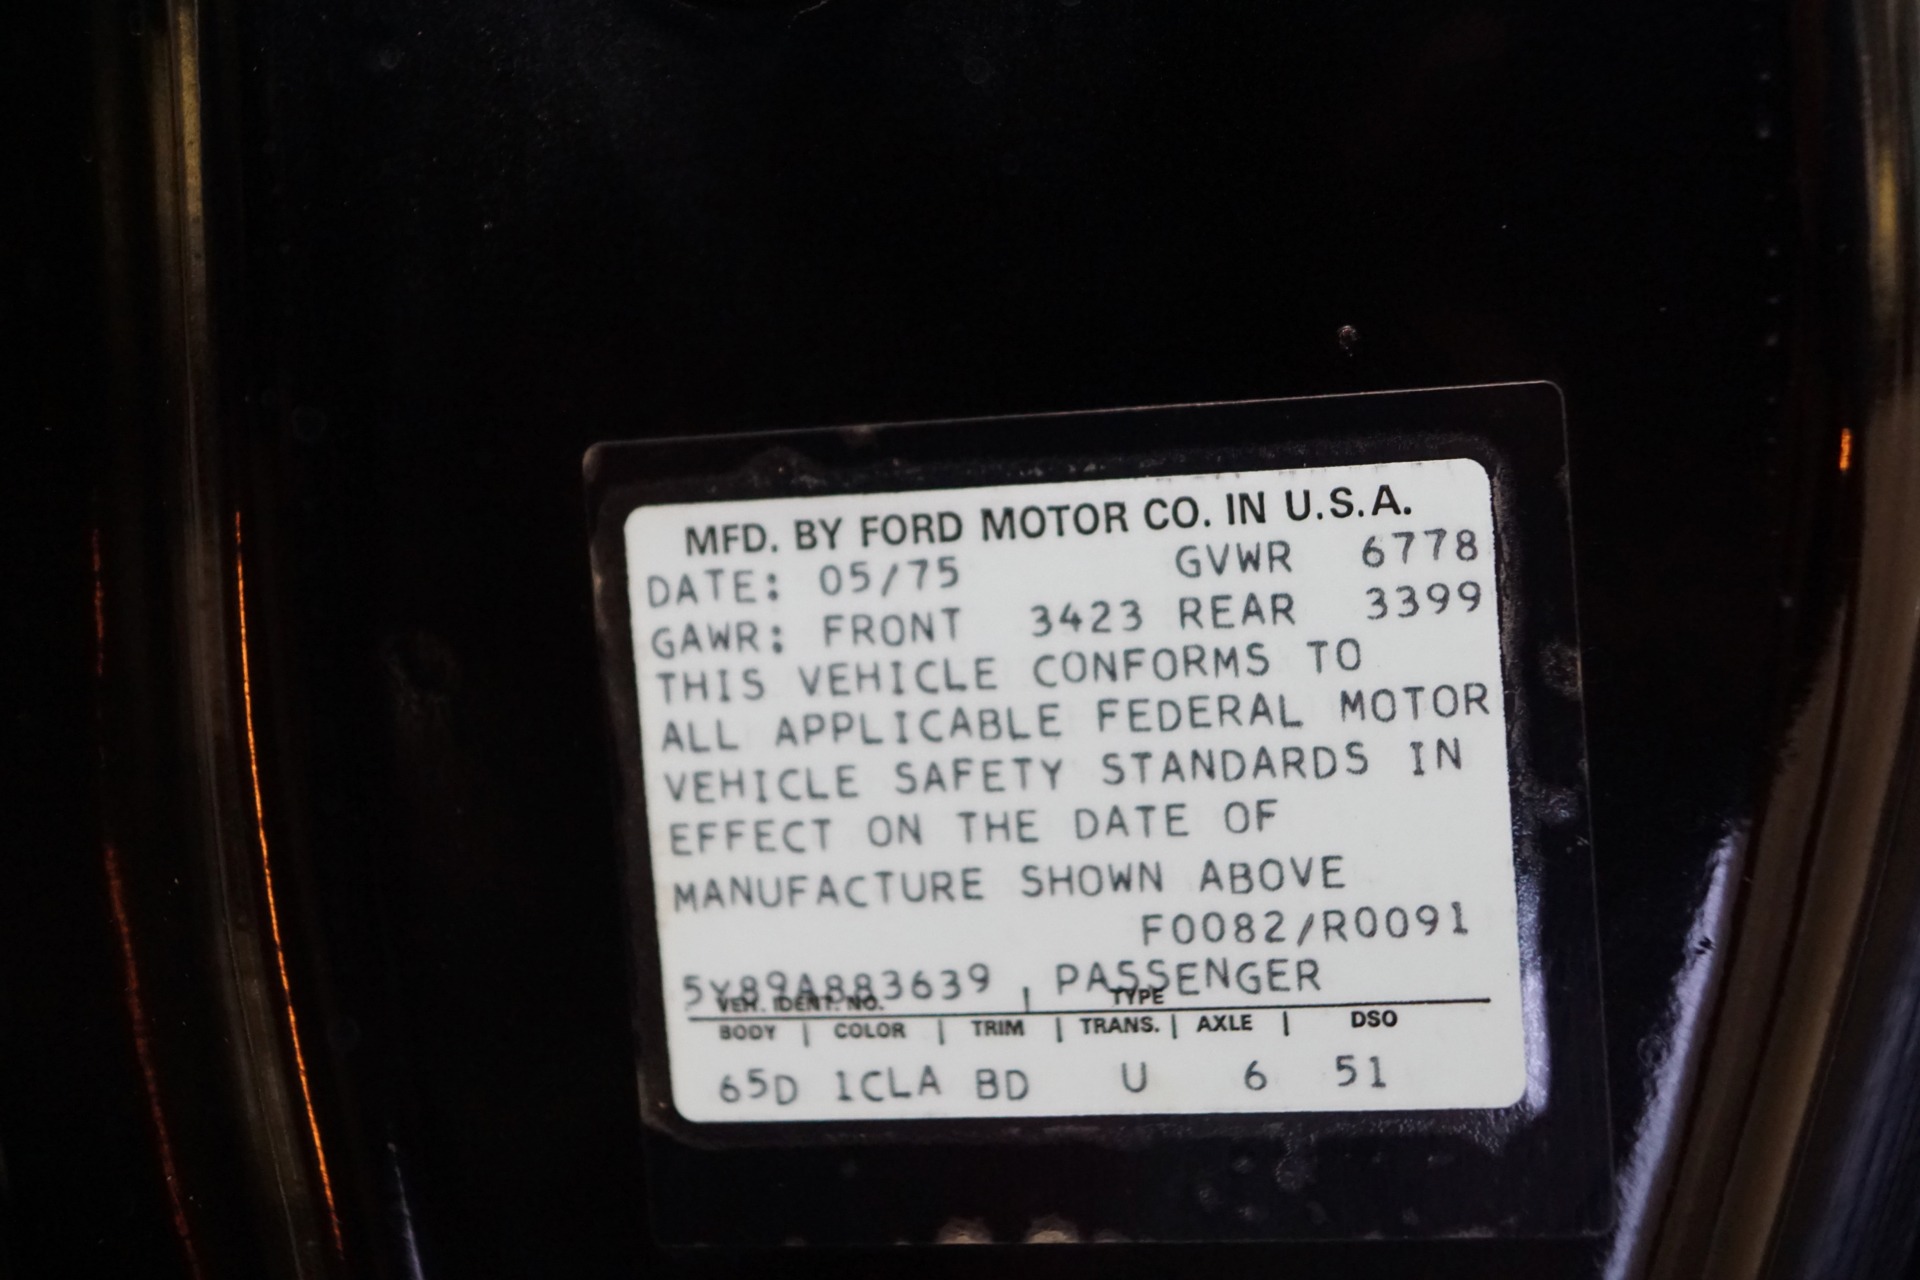 MFD. BY FORD MOTOR CO. IN U.S.A.
DATE: 05/75 GVWR 6778
GAWR: FRONT 3423 REAR 3399
THIS VEHICLE CONFORMS TO
ALL APPLICABLE FEDERAL MOTOR
VEHICLE SAFETY STANDARDS IN
EFFECT ON THE DATE OF
MANUFACTURE SHOWN ABOVE
F0082/R0091
5Y89A883639 PASSENGER
VEH. IDENT. NO. | TYPE
BODY | COLOR | TRIM | TRANS. | AXLE | DSO
65D 1CLA BD U 6 51